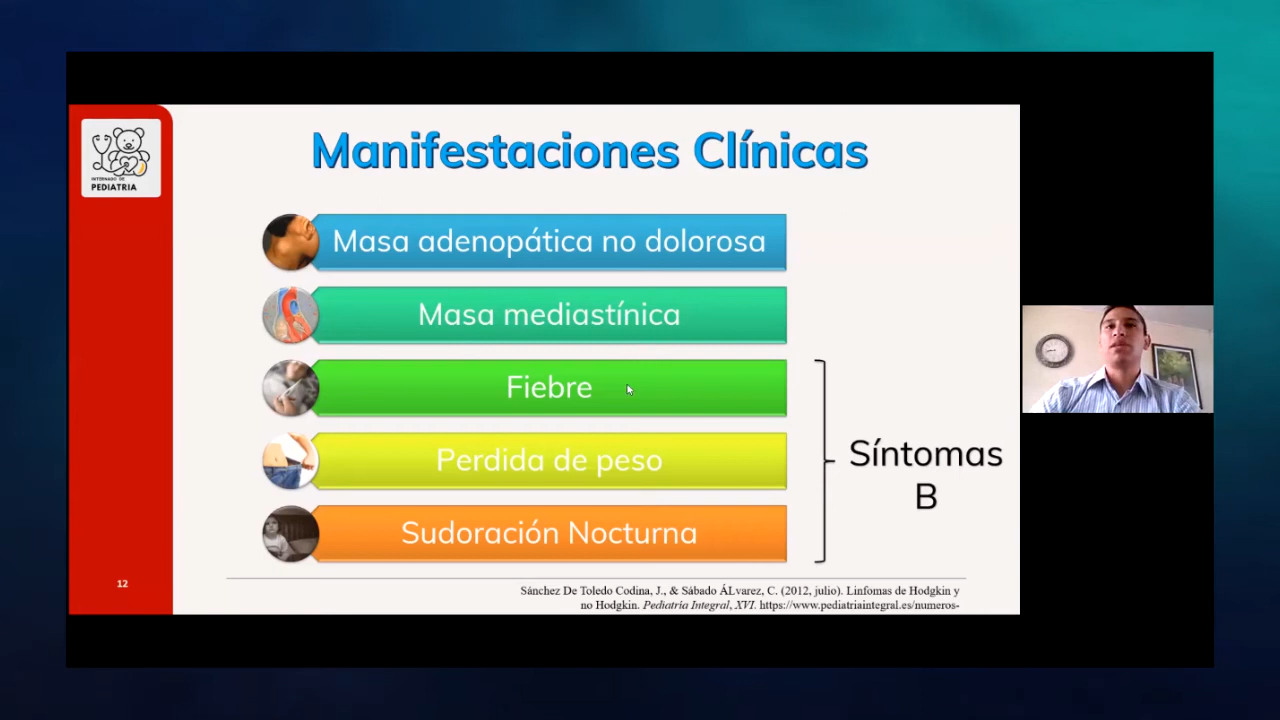 INTERNADO DE
PEDIATRIA
Manifestaciones Clínicas
Masa adenopática no dolorosa
Masa mediastínica
Fiebre
Perdida de peso
Sudoración Nocturna
Síntomas
B
12
Sánchez De Toledo Codina, J., & Sábado ÁLvarez, C. (2012, julio). Linfomas de Hodgkin y
no Hodgkin. Pediatría Integral, XVI. https://www.pediatriaintegral.es/numeros-